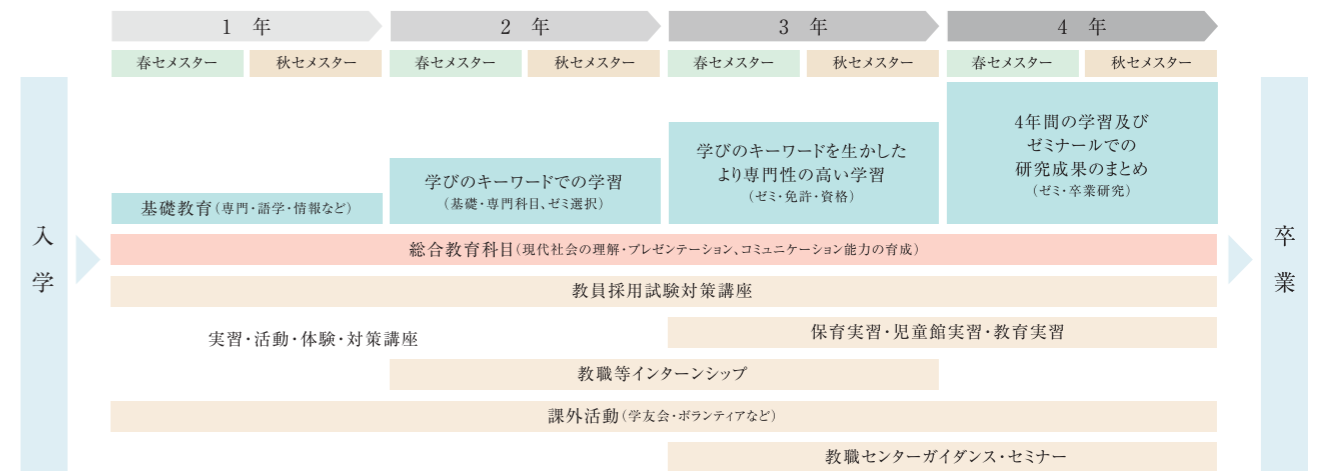 1 年
2 年
3 年
4 年
春セメスター
秋セメスター
春セメスター
秋セメスター
春セメスター
秋セメスター
春セメスター
秋セメスター
入学
基礎教育(専門・語学・情報など)
学びのキーワードでの学習
(基礎・専門科目、ゼミ選択)
学びのキーワードを生かした
より専門性の高い学習
(ゼミ・免許・資格)
4年間の学習及び
ゼミナールでの
研究成果のまとめ
(ゼミ・卒業研究)
総合教育科目(現代社会の理解・プレゼンテーション、コミュニケーション能力の育成)
教員採用試験対策講座
実習・活動・体験・対策講座
保育実習・児童館実習・教育実習
教職等インターンシップ
課外活動(学友会・ボランティアなど)
教職センターガイダンス・セミナー
卒業